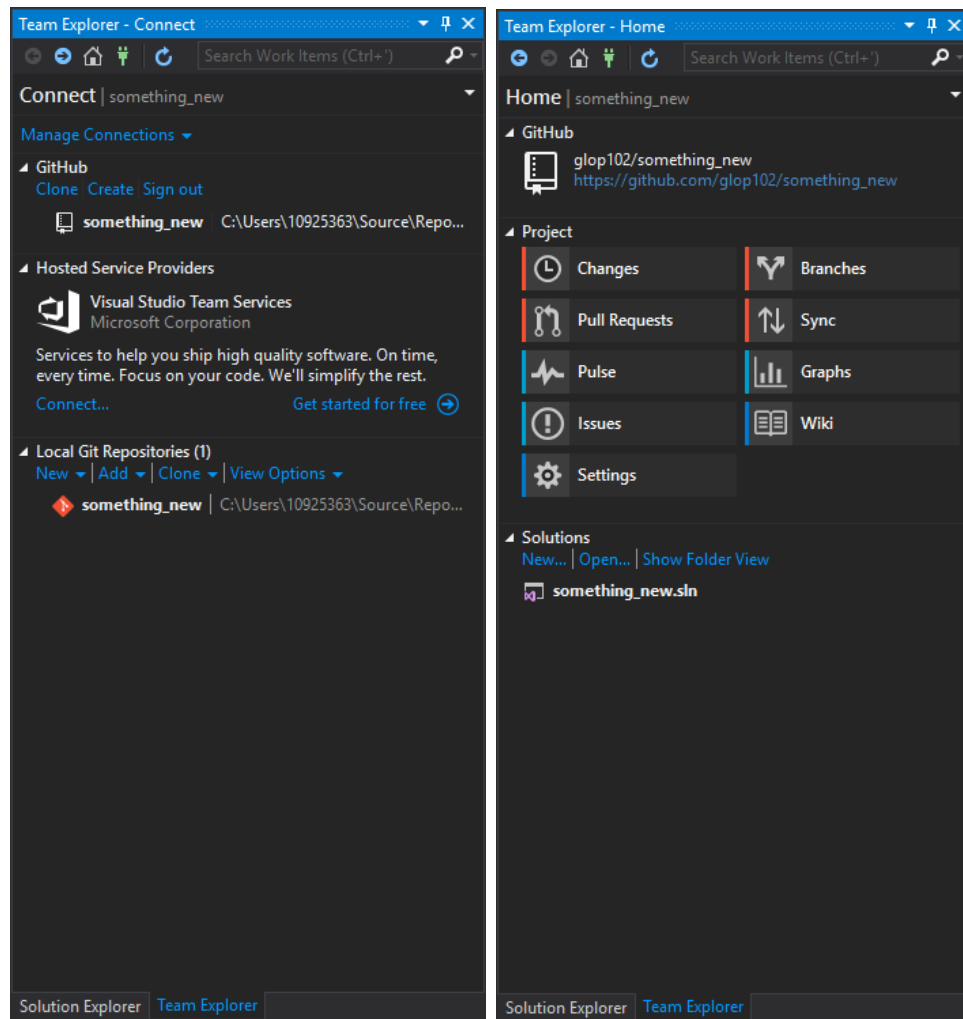 Team Explorer - Connect
Search Work Items (Ctrl+')
Connect | something_new
Manage Connections
GitHub
Clone Create Sign out
something_new C:\Users\10925363\Source\Repo...
Hosted Service Providers
Visual Studio Team Services
Microsoft Corporation
Services to help you ship high quality software. On time,
every time. Focus on your code. We'll simplify the rest.
Connect... Get started for free
Local Git Repositories (1)
New | Add | Clone | View Options
something_new | C:\Users\10925363\Source\Repo...
Solution Explorer Team Explorer
Team Explorer - Home
Search Work Items (Ctrl+')
Home | something_new
GitHub
glop102/something_new
https://github.com/glop102/something_new
Project
Changes Branches
Pull Requests Sync
Pulse Graphs
Issues Wiki
Settings
Solutions
New... | Open... | Show Folder View
something_new.sln
Solution Explorer Team Explorer